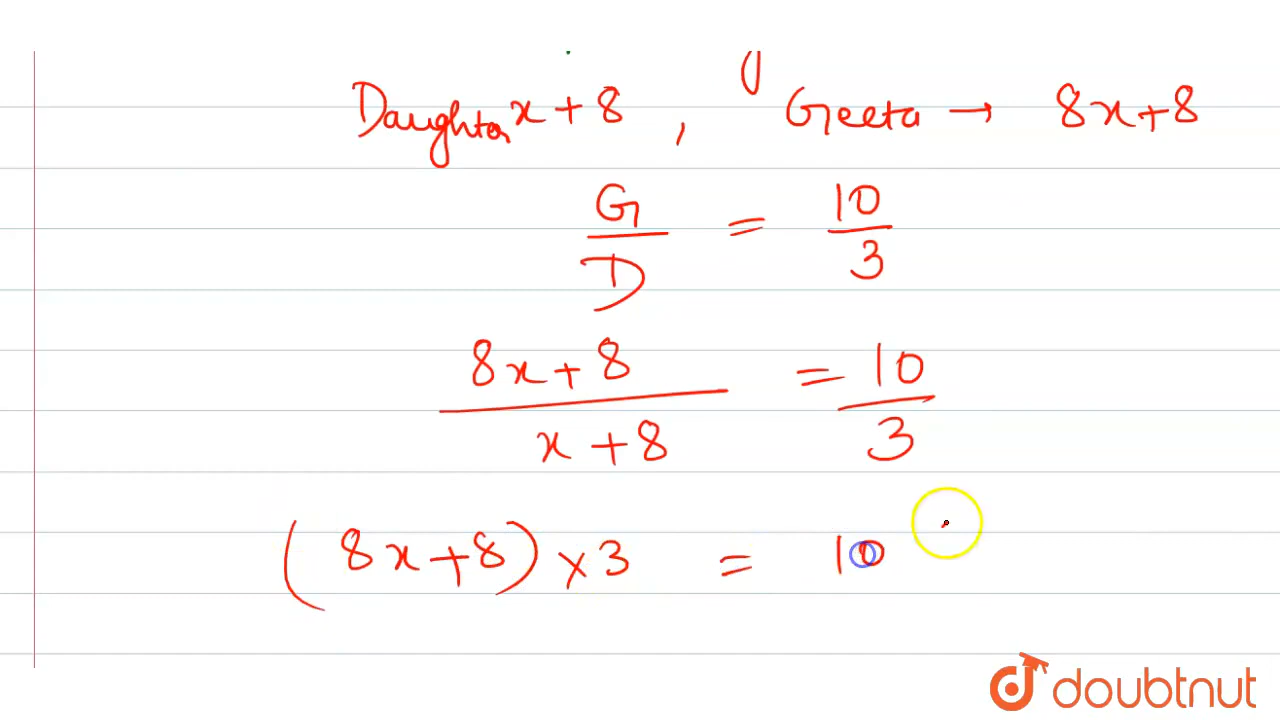 Daughter x + 8 , Geeta → 8x + 8
G/D = 10/3
8x + 8 / x + 8 = 10/3
(8x + 8) × 3 = 10
doubtnut